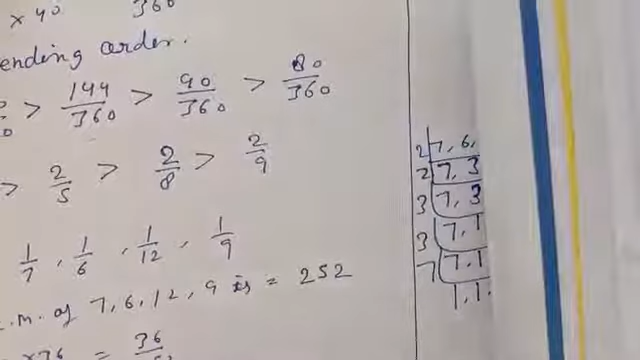 × 40 360
ending order.
> 144/360 > 90/360 > 80/360
> 2/5 > 2/8 > 2/9
1/7 , 1/6 , 1/12 , 1/9
.m. of 7, 6, 12, 9 is = 252
×36 = 36
2 7, 6,
2 7, 3
3 7, 3
3 7, 1
7 7, 1
1, 1.